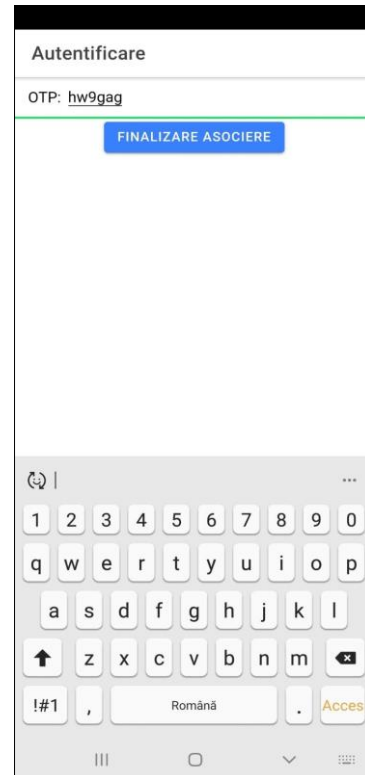 Autentificare
OTP: hw9gag
FINALIZARE ASOCIERE
1 2 3 4 5 6 7 8 9 0
q w e r t y u i o p
a s d f g h j k l
z x c v b n m
!#1 , Română . Acces